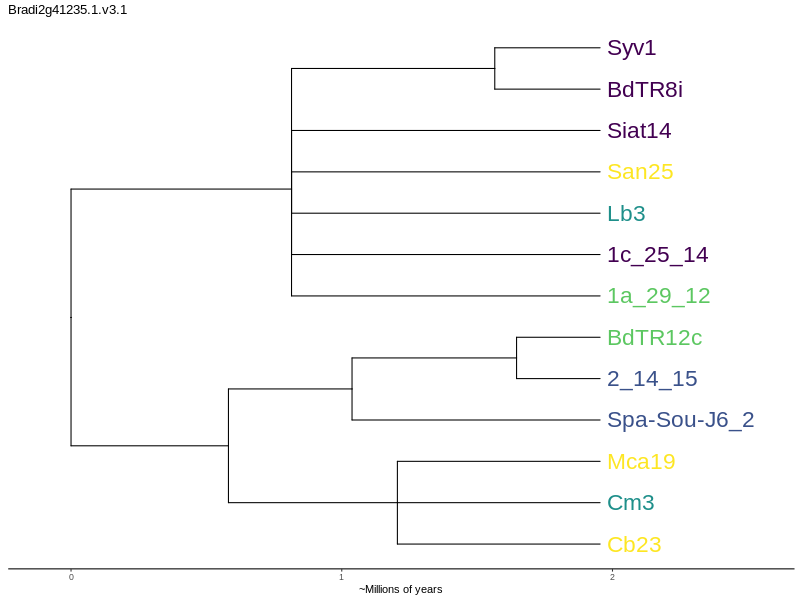 Bradi2g41235.1.v3.1
Syv1
BdTR8i
Siat14
San25
Lb3
1c_25_14
1a_29_12
BdTR12c
2_14_15
Spa-Sou-J6_2
Mca19
Cm3
Cb23
0 1 2
~Millions of years